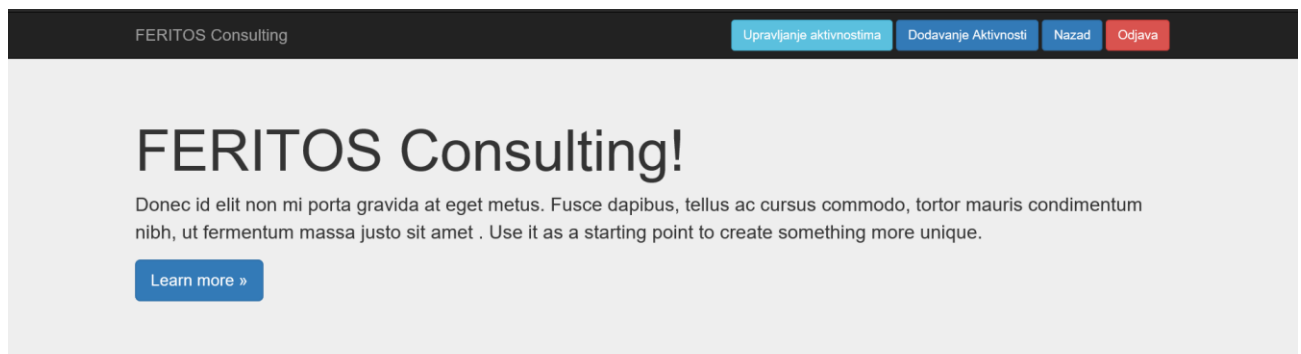 FERITOS Consulting
Upravljanje aktivnostima
Dodavanje Aktivnosti
Nazad
Odjava
FERITOS Consulting!
Donec id elit non mi porta gravida at eget metus. Fusce dapibus, tellus ac cursus commodo, tortor mauris condimentum
nibh, ut fermentum massa justo sit amet . Use it as a starting point to create something more unique.
Learn more »